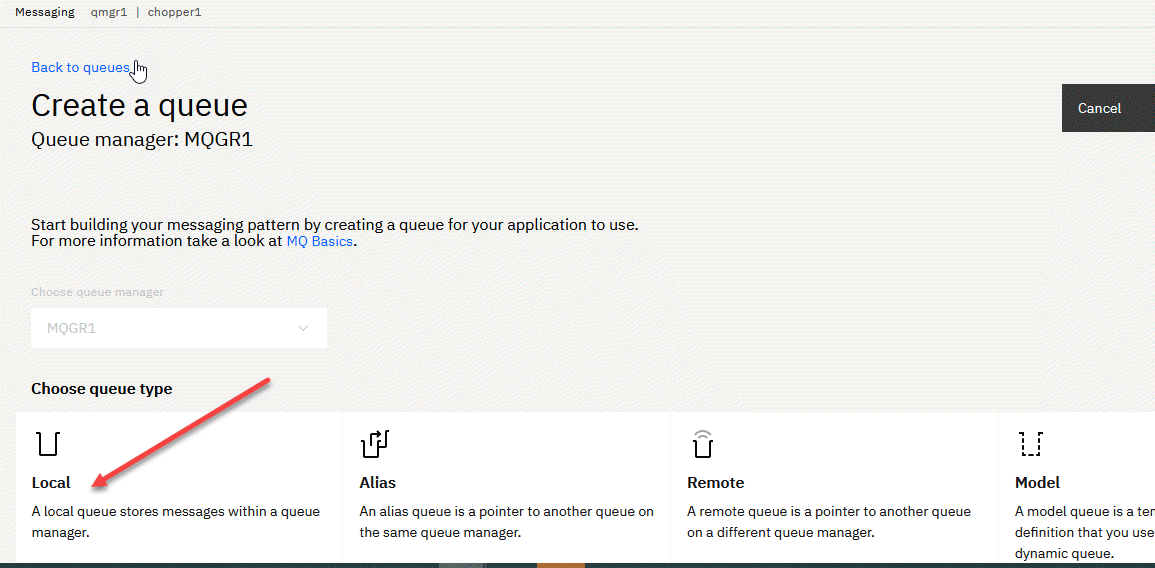 Messaging qmgr1 | chopper1
Back to queues
Create a queue
Cancel
Queue manager: MQGR1
Start building your messaging pattern by creating a queue for your application to use.
For more information take a look at MQ Basics.
Choose queue manager
MQGR1
Choose queue type
Local
A local queue stores messages within a queue
manager.
Alias
An alias queue is a pointer to another queue on
the same queue manager.
Remote
A remote queue is a pointer to another queue
on a different queue manager.
Model
A model queue is a
definition that you use
dynamic queue.